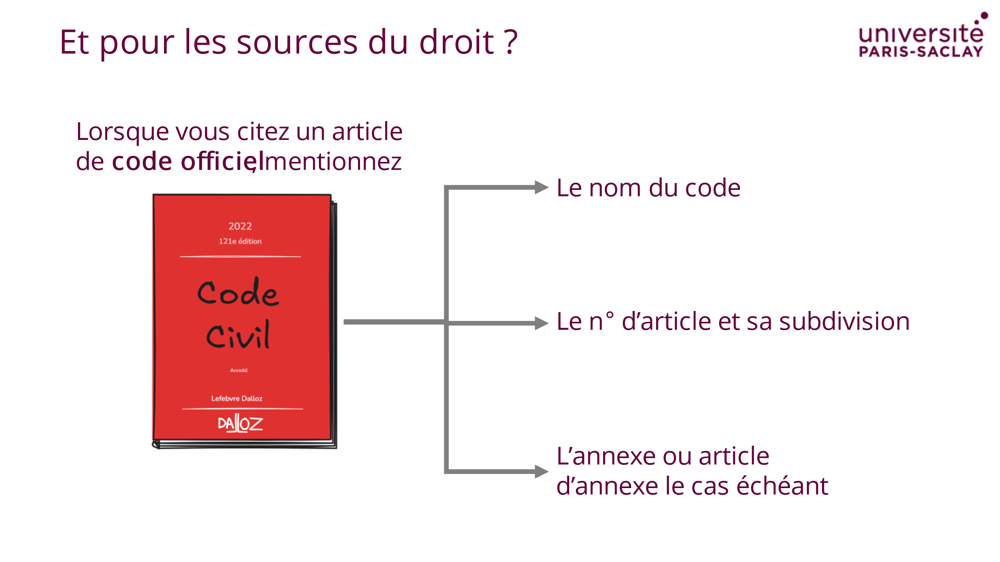 Et pour les sources du droit ?
universite
PARIS-SACLAY
Lorsque vous citez un article
de code officiel, mentionnez
2022
121e édition
Code
Civil
Annoté
Lefebvre Dalloz
DALLOZ
Le nom du code
Le n° d’article et sa subdivision
L’annexe ou article
d’annexe le cas échéant